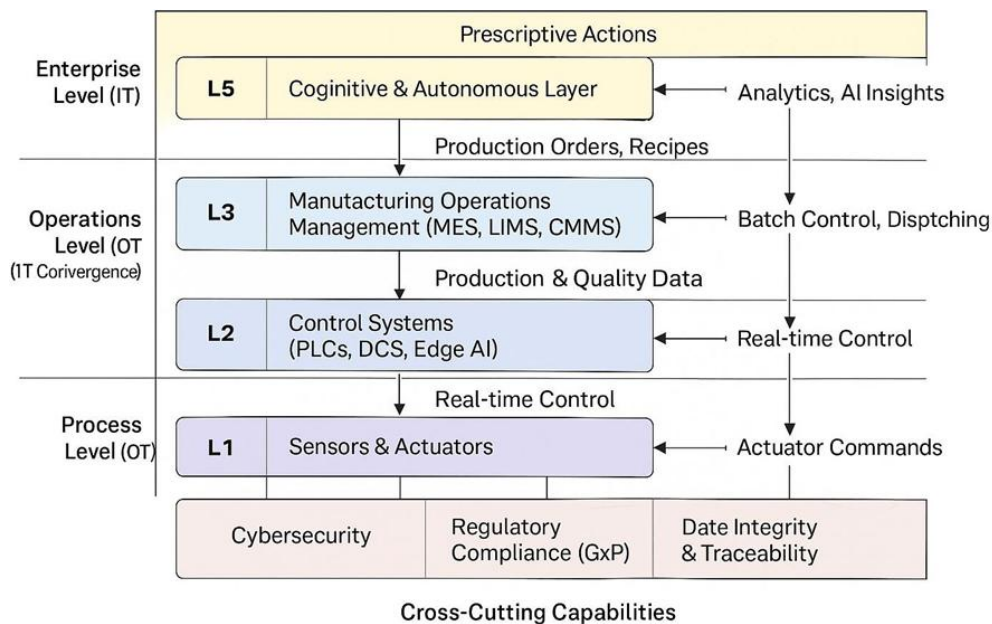 Prescriptive Actions
Enterprise
Level (IT)
L5
Coginitive & Autonomous Layer
Analytics, AI Insights
Production Orders, Recipes
Operations
Level (OT
(1T Corivergence)
L3
Manutacturing Operations
Management (MES, LIMS, CMMS)
Batch Control, Disptching
Production & Quality Data
L2
Control Systems
(PLCs, DCS, Edge AI)
Real-time Control
Real-time Control
Process
Level (OT)
L1
Sensors & Actuators
Actuator Commands
Cybersecurity
Regulatory
Compliance (GxP)
Date Integrity
& Traceability
Cross-Cutting Capabilities